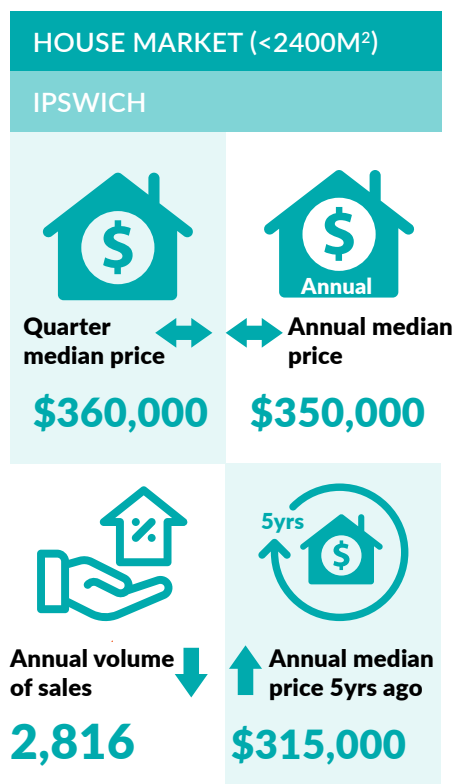 HOUSE MARKET (<2400M²)
IPSWICH
$
Quarter
median price
$360,000
$
Annual
Annual median
price
$350,000
%
Annual volume
of sales
2,816
5yrs
$
Annual median
price 5yrs ago
$315,000